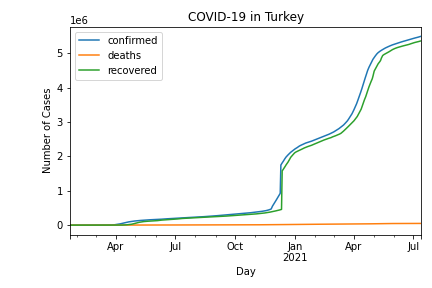 COVID-19 in Turkey
1e6
confirmed
deaths
recovered
Number of Cases
5
4
3
2
1
0
Apr
Jul
Oct
Jan
2021
Apr
Jul
Day